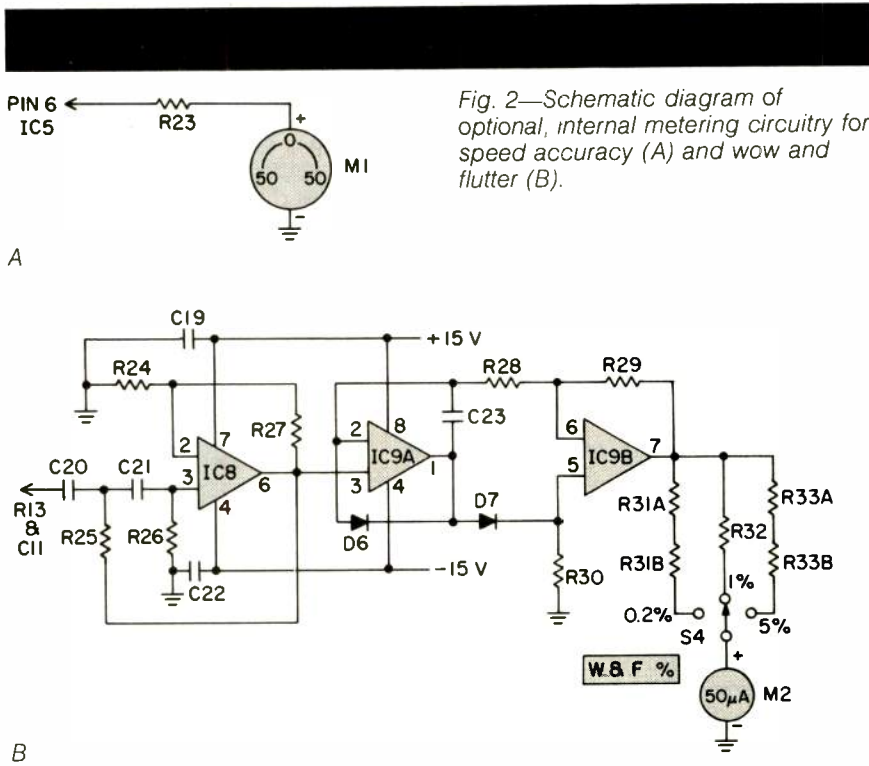 Fig. 2—Schematic diagram of
optional, internal metering circuitry for
speed accuracy (A) and wow and
flutter (B).
PIN 6
IC5
R23
+
0
50 50
M1
-
A
C19
+15 V
R24
R28
R29
R27
C23
2
7
2
8
6
7
C20
C21
3
IC8
6
3
IC9A
1
5
IC9B
4
4
R13
&
C11
R25
R26
D6
D7
R31A
R32
R33A
C22
-15 V
R30
R31B
R33B
1%
0.2%
S4
5%
W & F %
+
50µA
M2
-
B